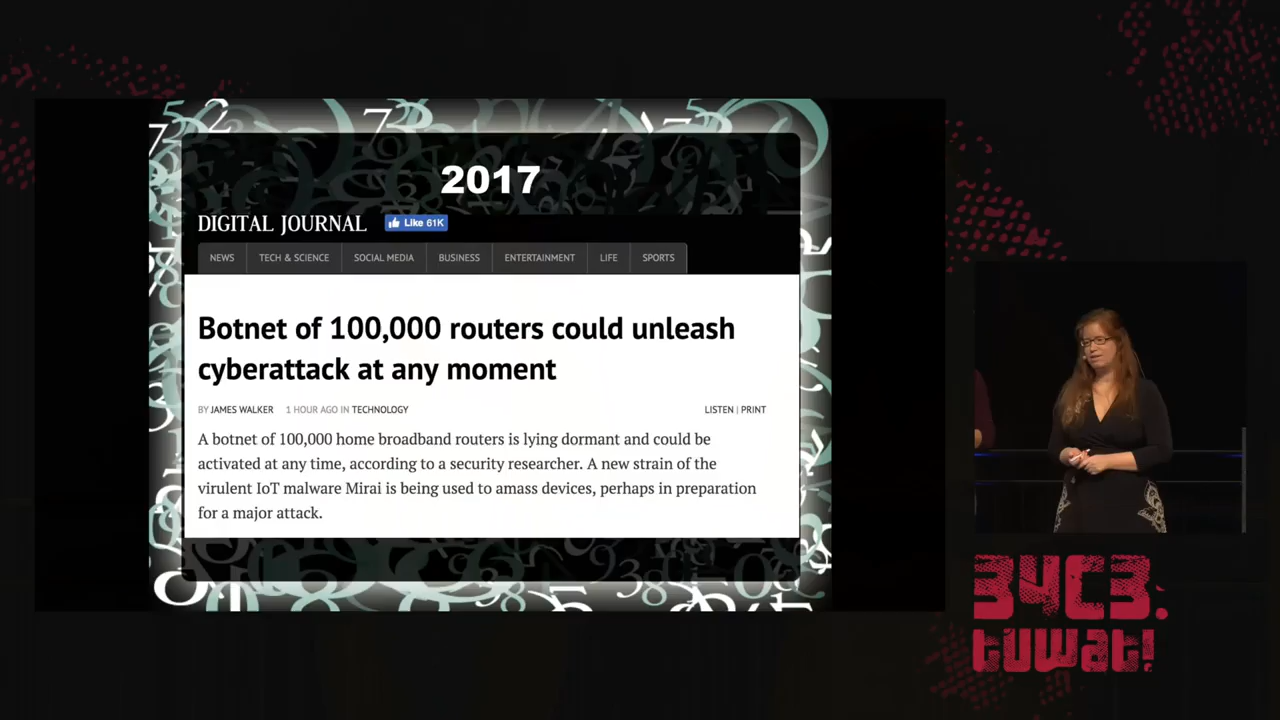 2017
DIGITAL JOURNAL
Like 61K
NEWS TECH & SCIENCE SOCIAL MEDIA BUSINESS ENTERTAINMENT LIFE SPORTS
Botnet of 100,000 routers could unleash
cyberattack at any moment
BY JAMES WALKER 1 HOUR AGO IN TECHNOLOGY
LISTEN | PRINT
A botnet of 100,000 home broadband routers is lying dormant and could be
activated at any time, according to a security researcher. A new strain of the
virulent IoT malware Mirai is being used to amass devices, perhaps in preparation
for a major attack.
34C3.
tuwat!